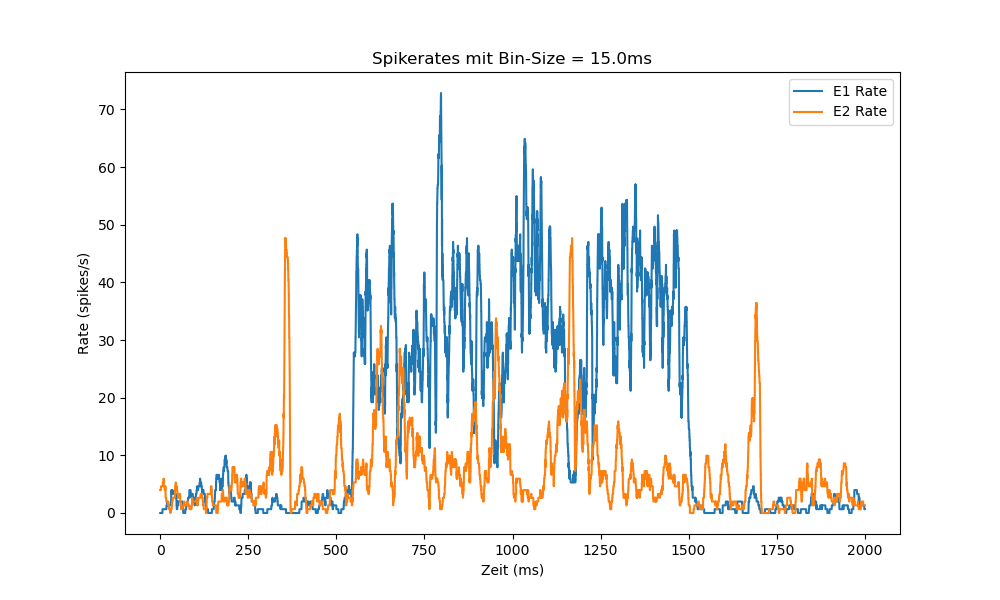 Spikerates mit Bin-Size = 15.0ms
E1 Rate
E2 Rate
70
60
50
40
30
20
10
0
Rate (spikes/s)
0 250 500 750 1000 1250 1500 1750 2000
Zeit (ms)